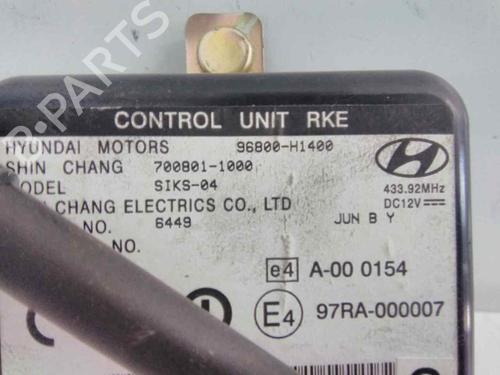 CONTROL UNIT RKE
HYUNDAI MOTORS 96800-H1400
SHIN CHANG 700801-1000
MODEL SIKS-04
CHANG ELECTRICS CO., LTD
NO. 6449
NO.
433.92MHz
DC12V
JUN B Y
e4 A-00 0154
E4 97RA-000007